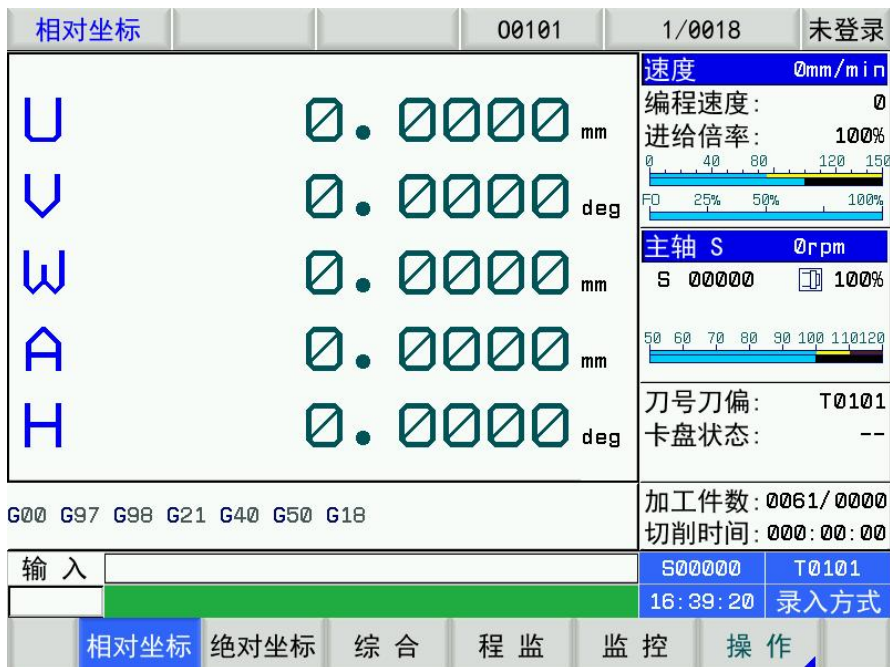 相对坐标 O0101 1/0018 未登录
U 0.0000 mm
V 0.0000 deg
W 0.0000 mm
A 0.0000 mm
H 0.0000 deg
G00 G97 G98 G21 G40 G50 G18
速度 0mm/min
编程速度: 0
进给倍率: 100%
0 40 80 120 150
F0 25% 50% 100%
主轴 S 0rpm
S 00000 100%
50 60 70 80 90 100 110120
刀号刀偏: T0101
卡盘状态: --
加工件数:0061/0000
切削时间:000:00:00
输 入
S00000 T0101
16:39:20 录入方式
相对坐标 绝对坐标 综 合 程 监 监 控 操 作